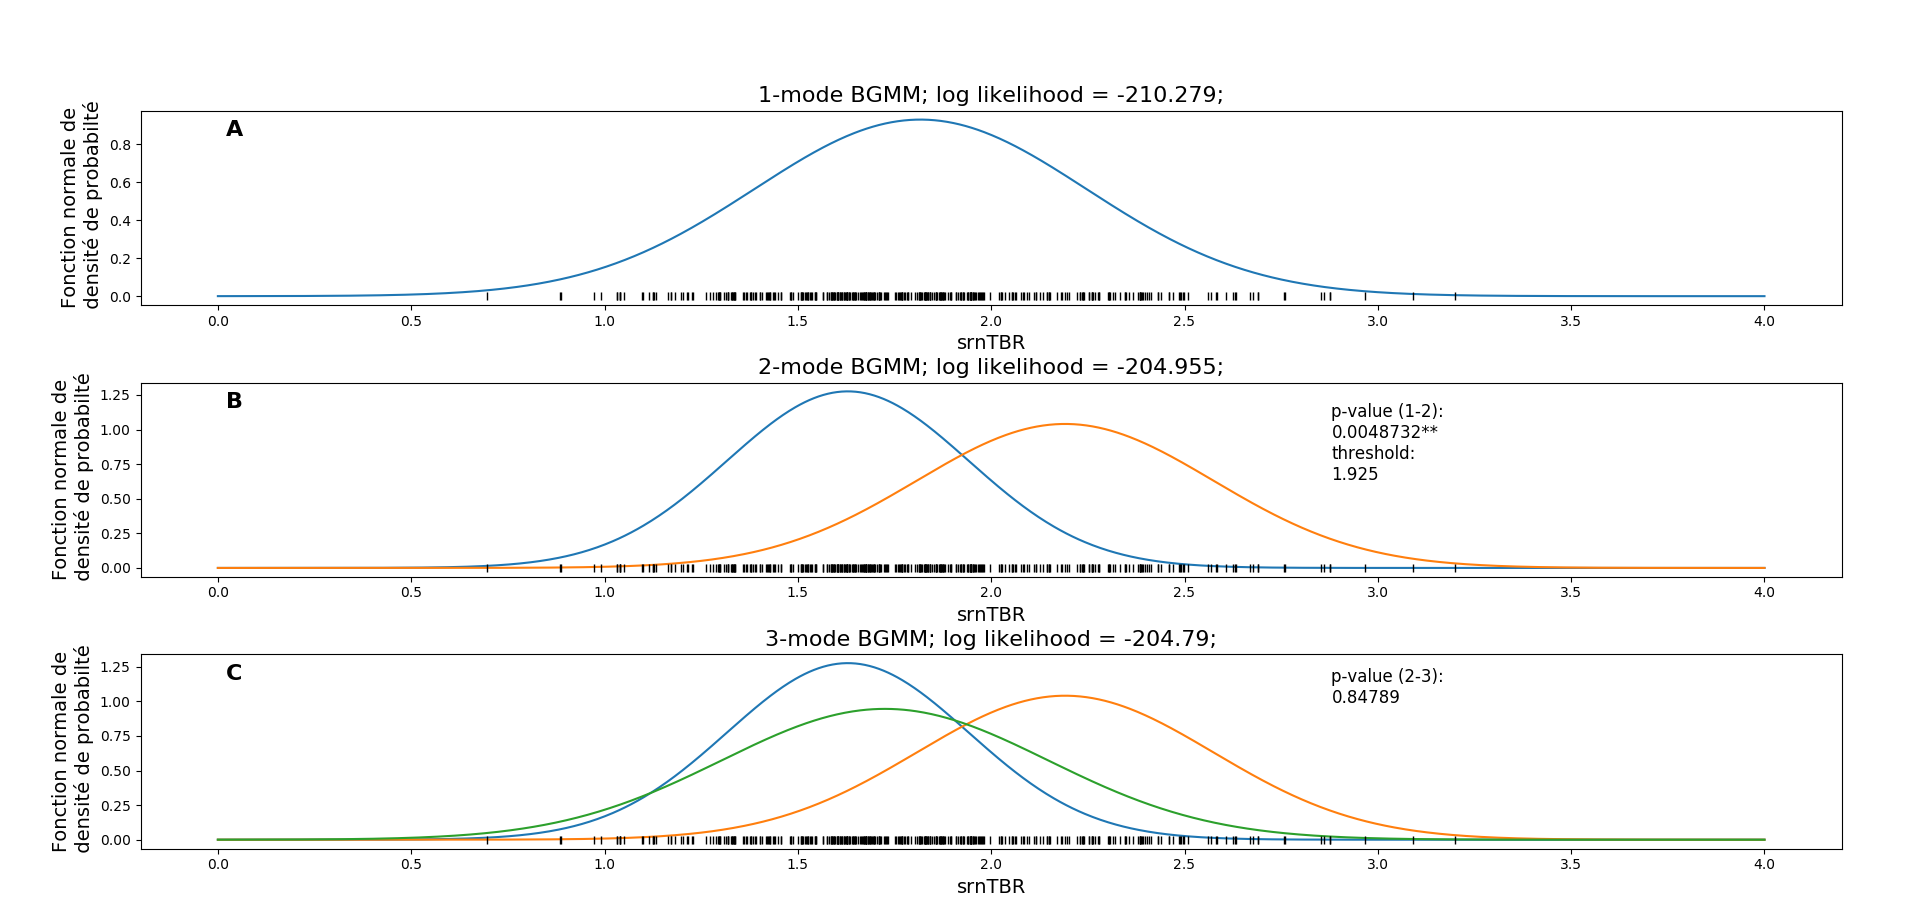 1-mode BGMM; log likelihood = -210.279;
A
Fonction normale de
densité de probabilté
0.8
0.6
0.4
0.2
0.0
0.0 0.5 1.0 1.5 2.0 2.5 3.0 3.5 4.0
srnTBR
2-mode BGMM; log likelihood = -204.955;
B
Fonction normale de
densité de probabilté
1.25
1.00
0.75
0.50
0.25
0.00
p-value (1-2):
0.0048732**
threshold:
1.925
0.0 0.5 1.0 1.5 2.0 2.5 3.0 3.5 4.0
srnTBR
3-mode BGMM; log likelihood = -204.79;
C
Fonction normale de
densité de probabilté
1.25
1.00
0.75
0.50
0.25
0.00
p-value (2-3):
0.84789
0.0 0.5 1.0 1.5 2.0 2.5 3.0 3.5 4.0
srnTBR